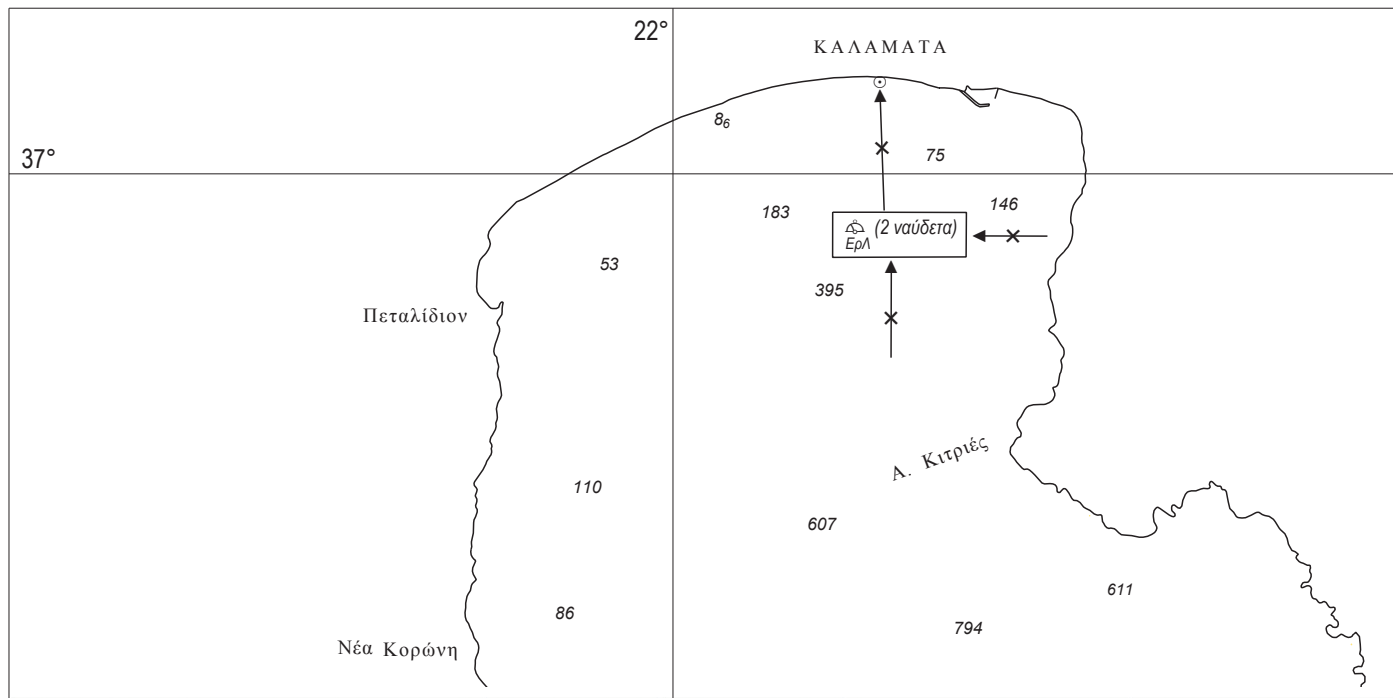 22°
ΚΑΛΑΜΑΤΑ
8₆
37°
75
183
146
(2 ναύδετα)
ΕρΛ
53
395
Πεταλίδιον
Α. Κιτριές
110
607
611
86
794
Νέα Κορώνη